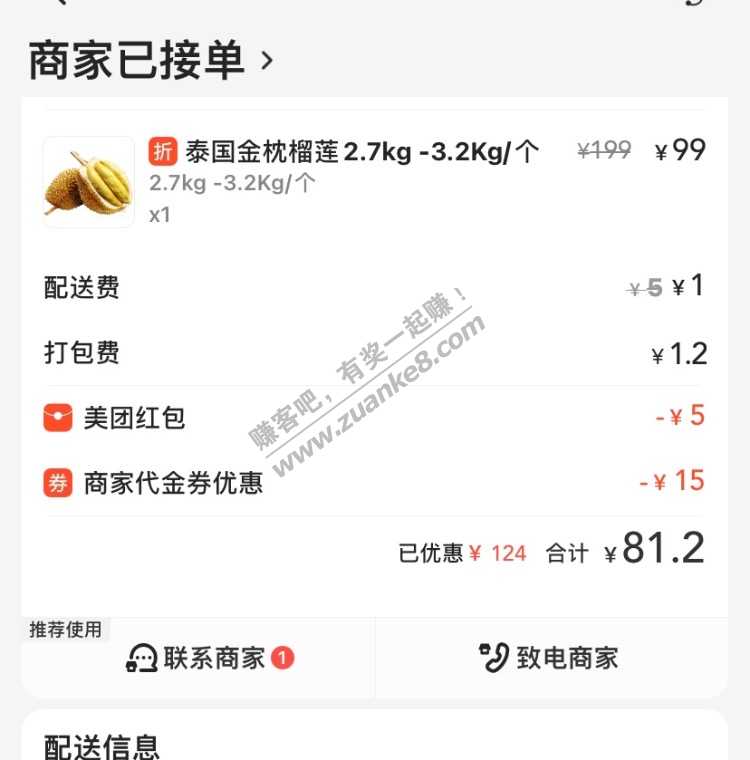 商家已接单 >
折 泰国金枕榴莲2.7kg -3.2Kg/个 ¥199 ¥99
2.7kg -3.2Kg/个
x1
配送费 ¥5 ¥1
打包费 ¥1.2
美团红包 -¥5
券 商家代金券优惠 -¥15
已优惠¥ 124 合计 ¥81.2
赚客吧，有奖一起赚！
www.zuanke8.com
推荐使用
联系商家 1 致电商家
配送信息